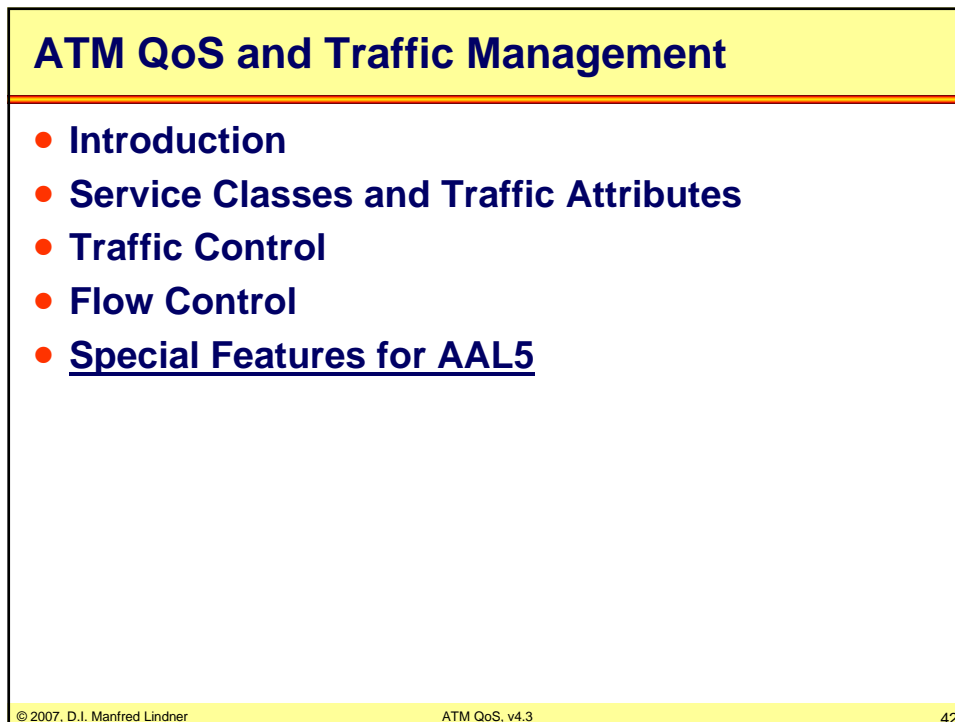 ATM QoS and Traffic Management
Introduction
Service Classes and Traffic Attributes
Traffic Control
Flow Control
Special Features for AAL5
© 2007, D.I. Manfred Lindner
ATM QoS, v4.3
42